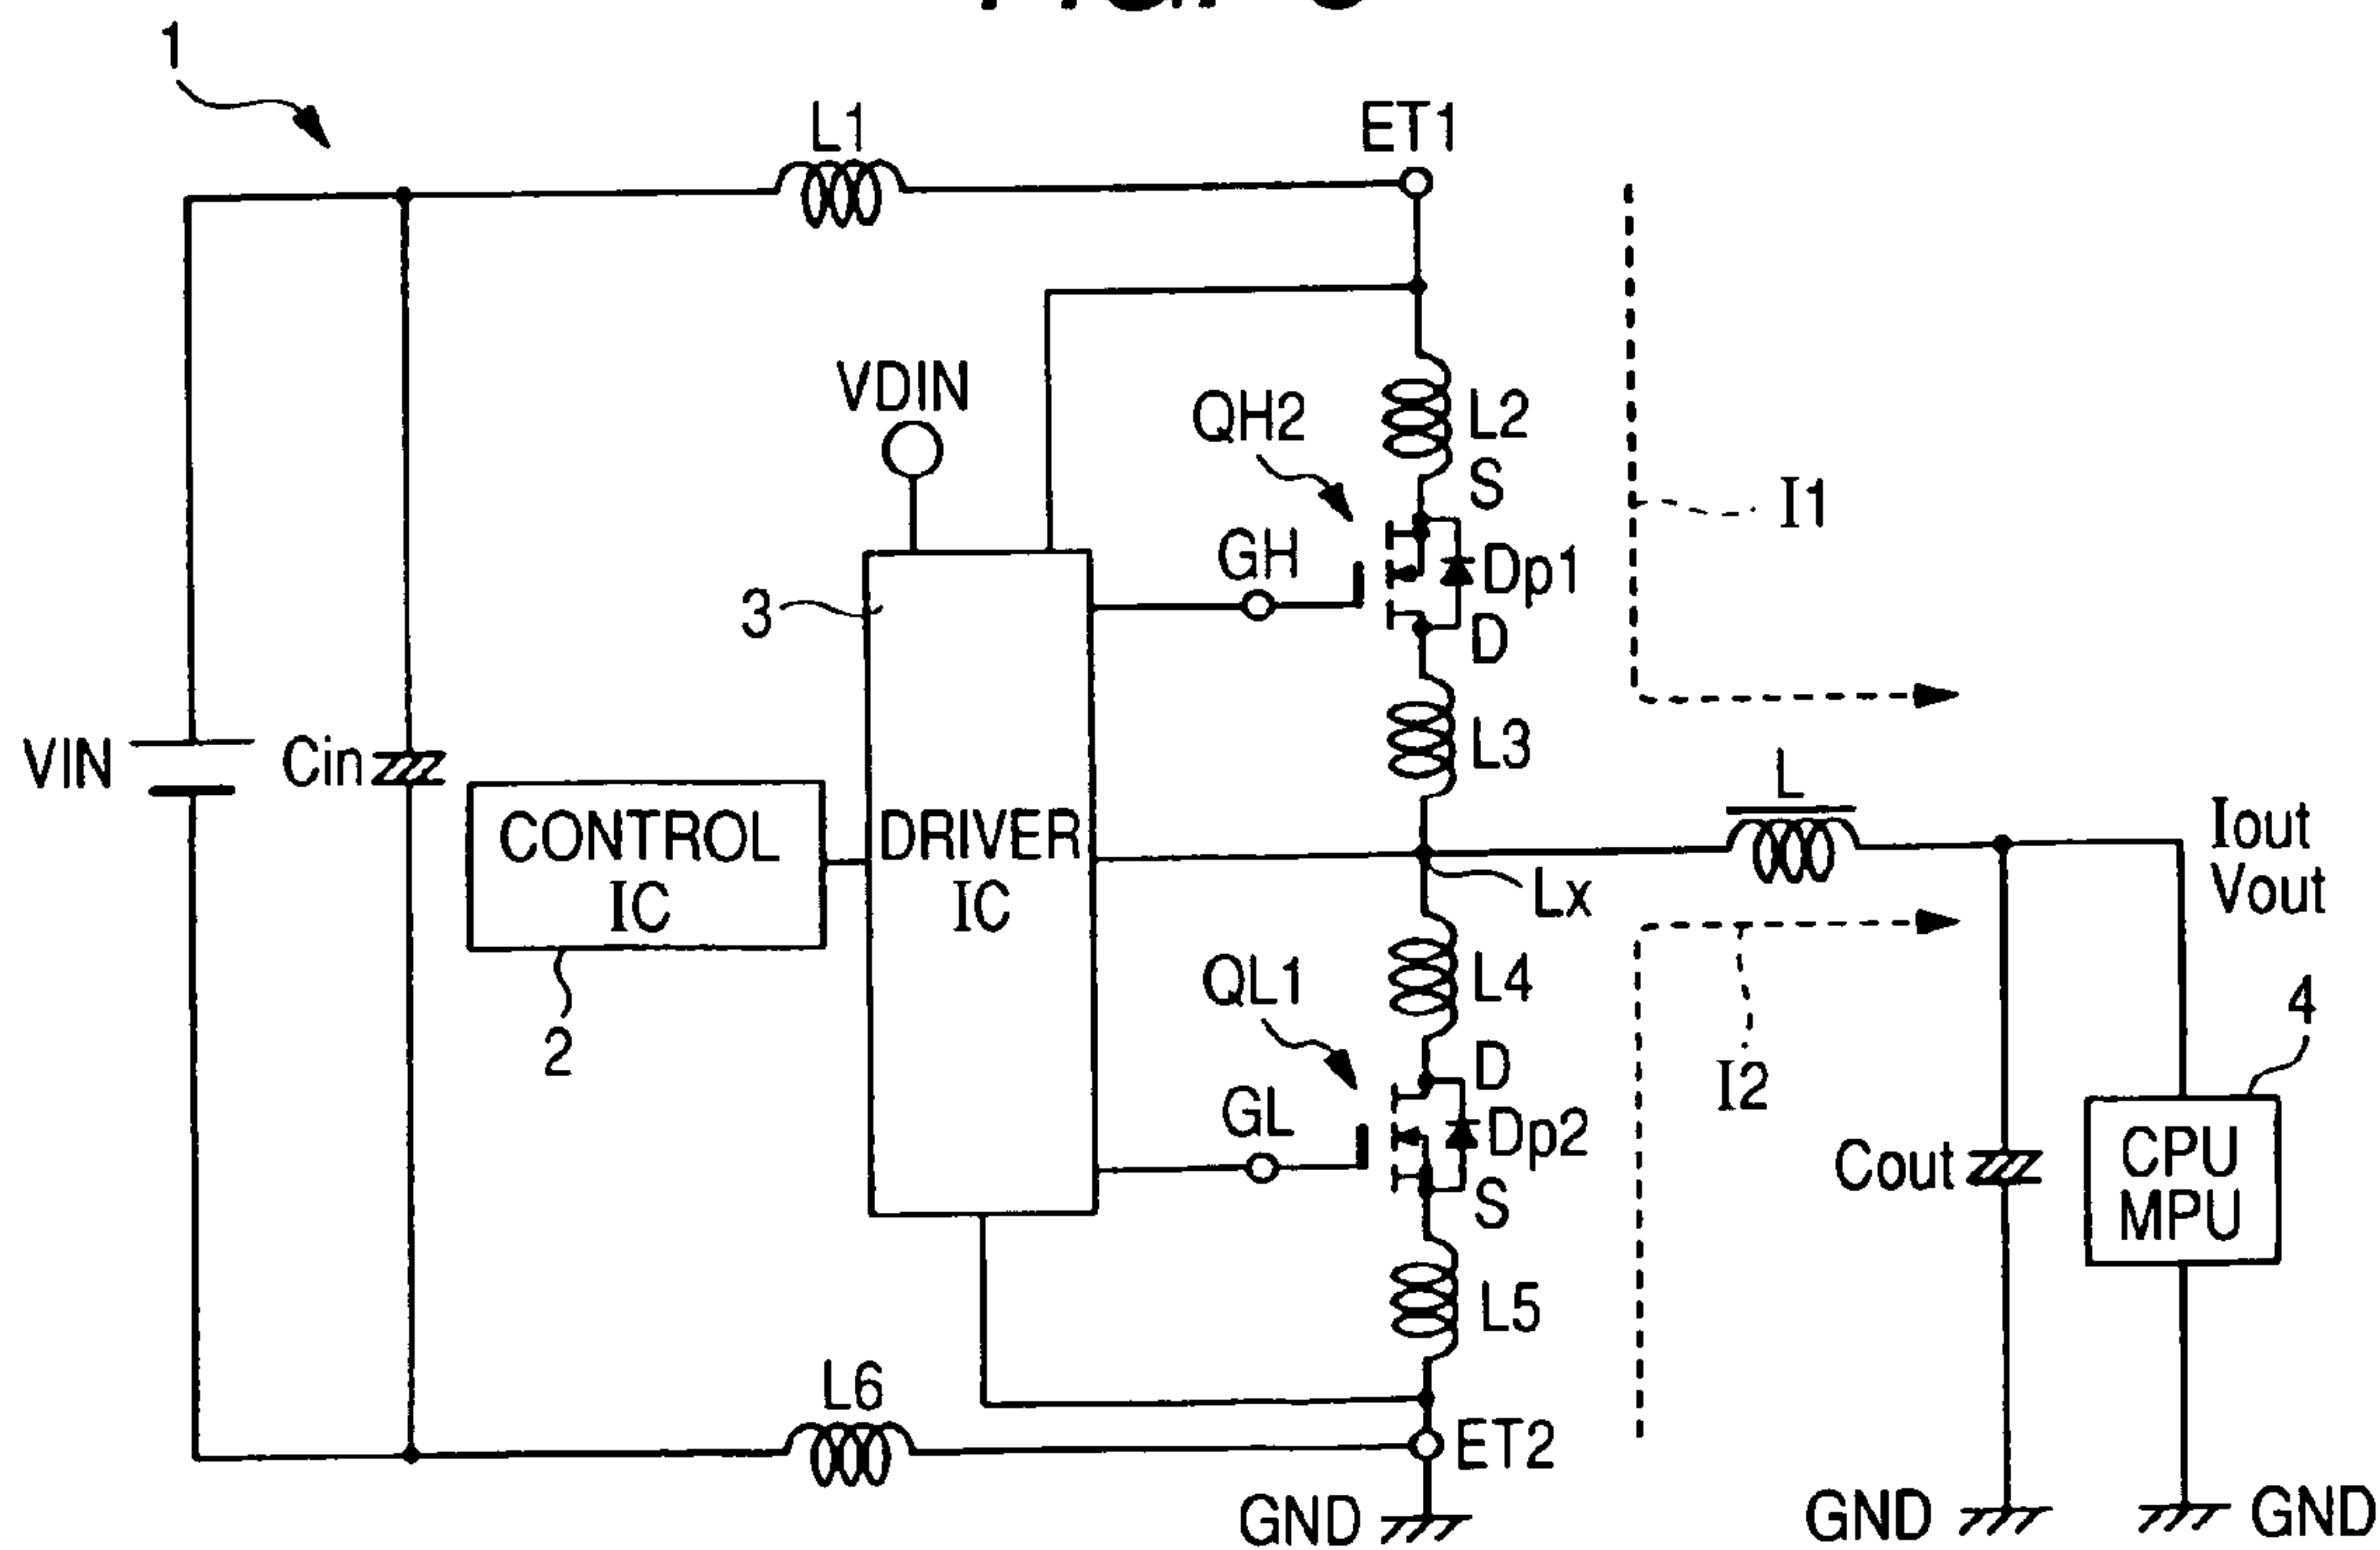 1
L1
ET1
VDIN
QH2
L2
S
I1
GH
Dp1
3
D
L3
VIN
Cin
L
CONTROL
IC
DRIVER
IC
Iout
Vout
Lx
QL1
L4
4
2
D
I2
GL
Dp2
CPU
MPU
Cout
S
L5
L6
ET2
GND
GND
GND